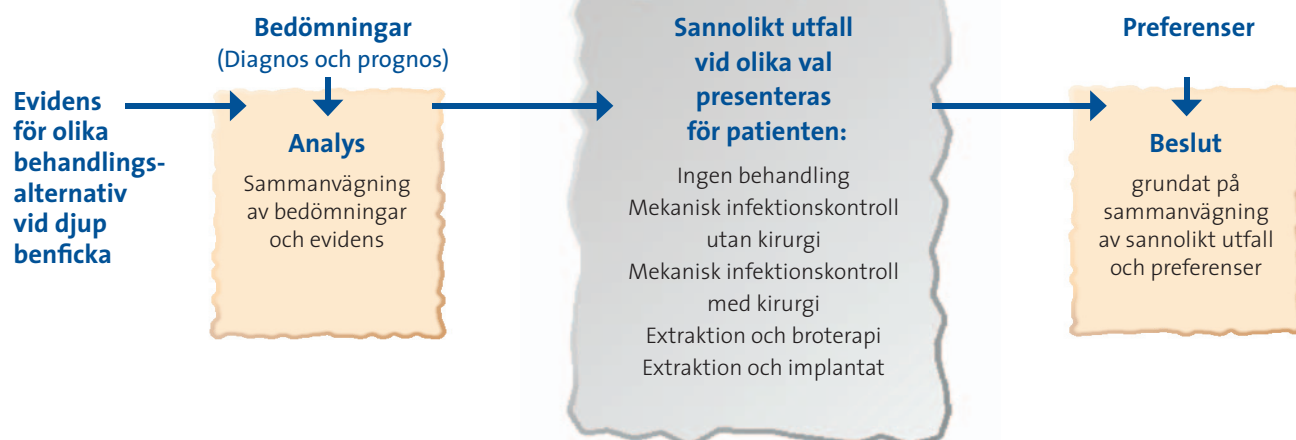 Evidens
för olika
behandlings-
alternativ
vid djup
benficka
Bedömningar
(Diagnos och prognos)
Analys
Sammanvägning
av bedömningar
och evidens
Sannolikt utfall
vid olika val
presenteras
för patienten:
Ingen behandling
Mekanisk infektionskontroll
utan kirurgi
Mekanisk infektionskontroll
med kirurgi
Extraktion och broterapi
Extraktion och implantat
Preferenser
Beslut
grundat på
sammanvägning
av sannolikt utfall
och preferenser